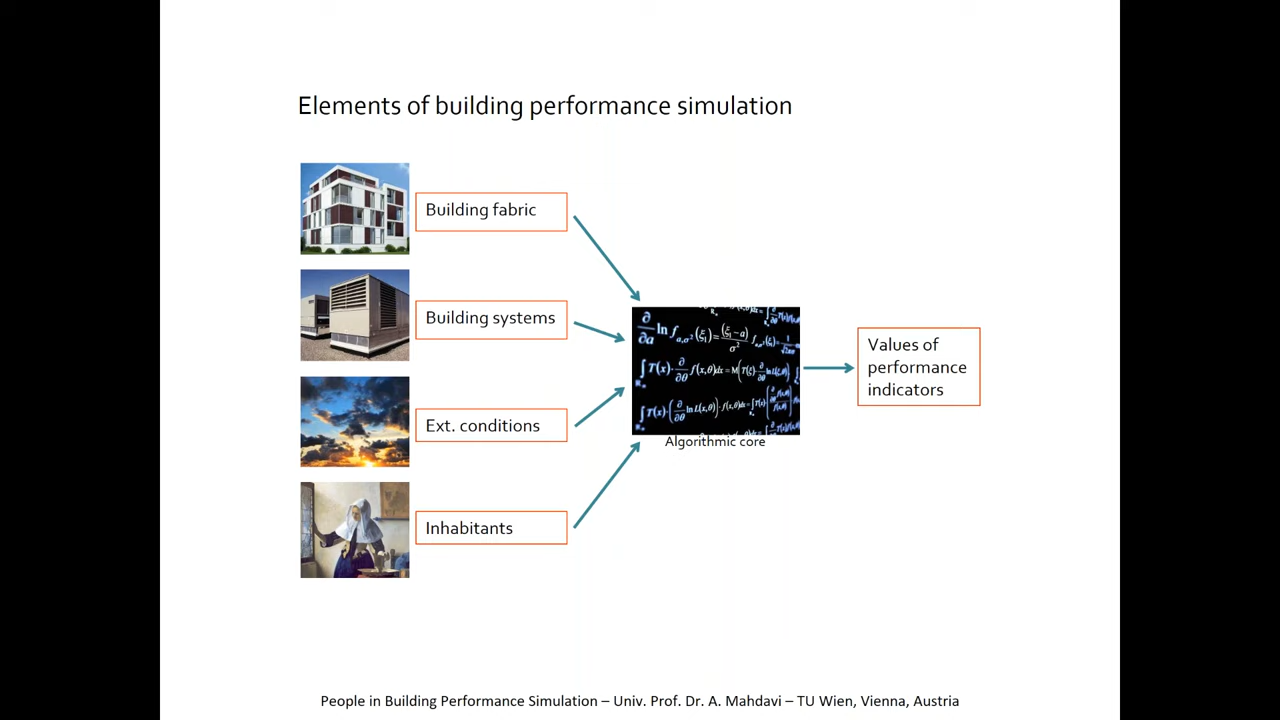 Elements of building performance simulation
Building fabric
Building systems
Ext. conditions
Inhabitants
Algorithmic core
Values of
performance
indicators
People in Building Performance Simulation – Univ. Prof. Dr. A. Mahdavi – TU Wien, Vienna, Austria